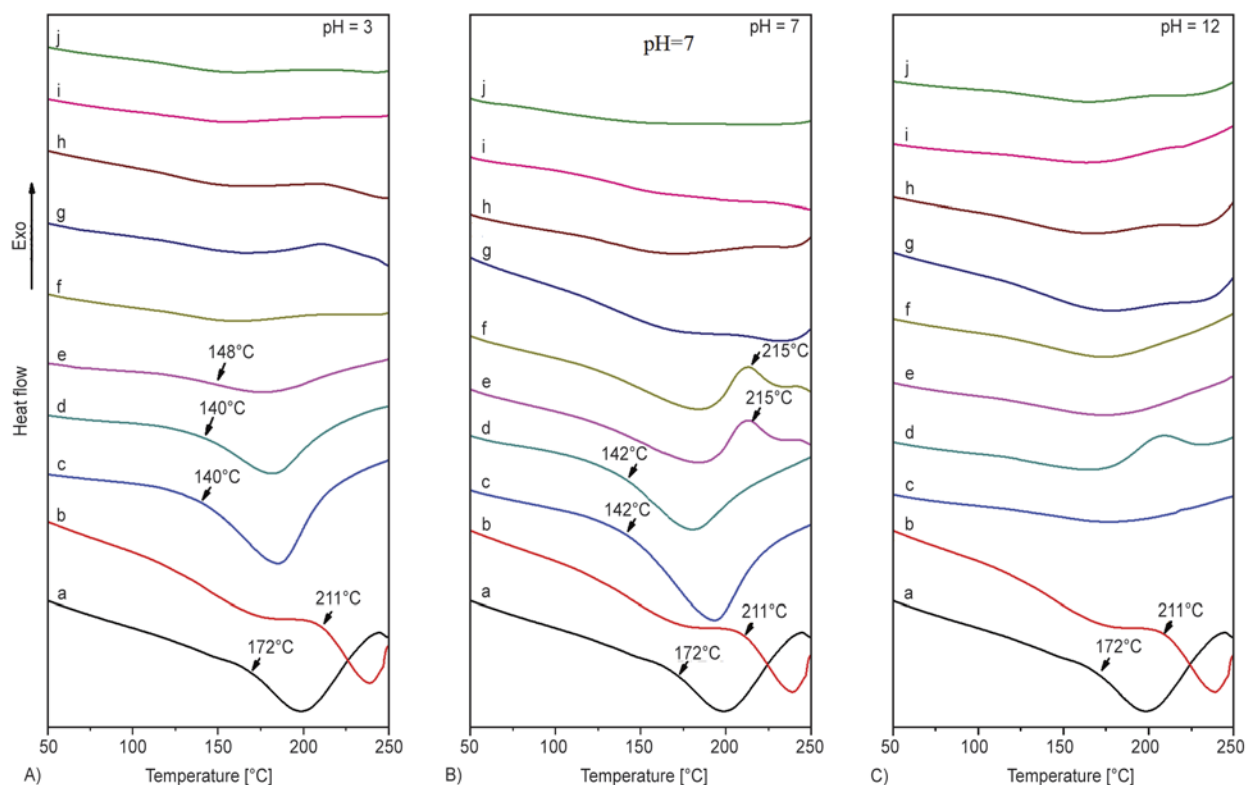 pH = 3
j
i
h
g
f
e
d
c
b
a
148°C
140°C
140°C
211°C
172°C
Exo
Heat flow
50 100 150 200 250
A) Temperature [°C]
pH = 7
pH=7
j
i
h
g
f
e
d
c
b
a
215°C
215°C
142°C
142°C
211°C
172°C
50 100 150 200 250
B) Temperature [°C]
pH = 12
j
i
h
g
f
e
d
c
b
a
211°C
172°C
50 100 150 200 250
C) Temperature [°C]